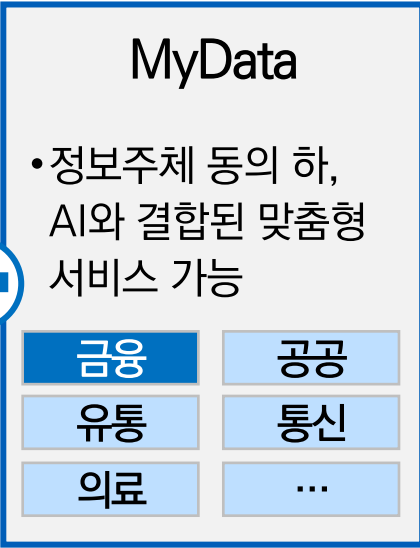 MyData
•정보주체 동의 하,
AI와 결합된 맞춤형
서비스 가능
금융 공공
유통 통신
의료 …